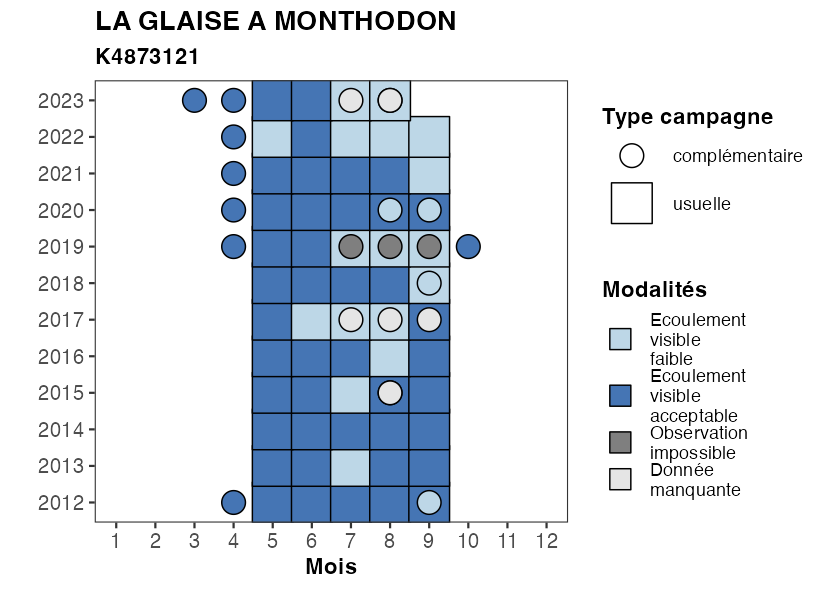 LA GLAISE A MONTHODON
K4873121
2023
2022
2021
2020
2019
2018
2017
2016
2015
2014
2013
2012
1 2 3 4 5 6 7 8 9 10 11 12
Mois
Type campagne
complémentaire
usuelle
Modalités
Ecoulement
visible
faible
Ecoulement
visible
acceptable
Observation
impossible
Donnée
manquante